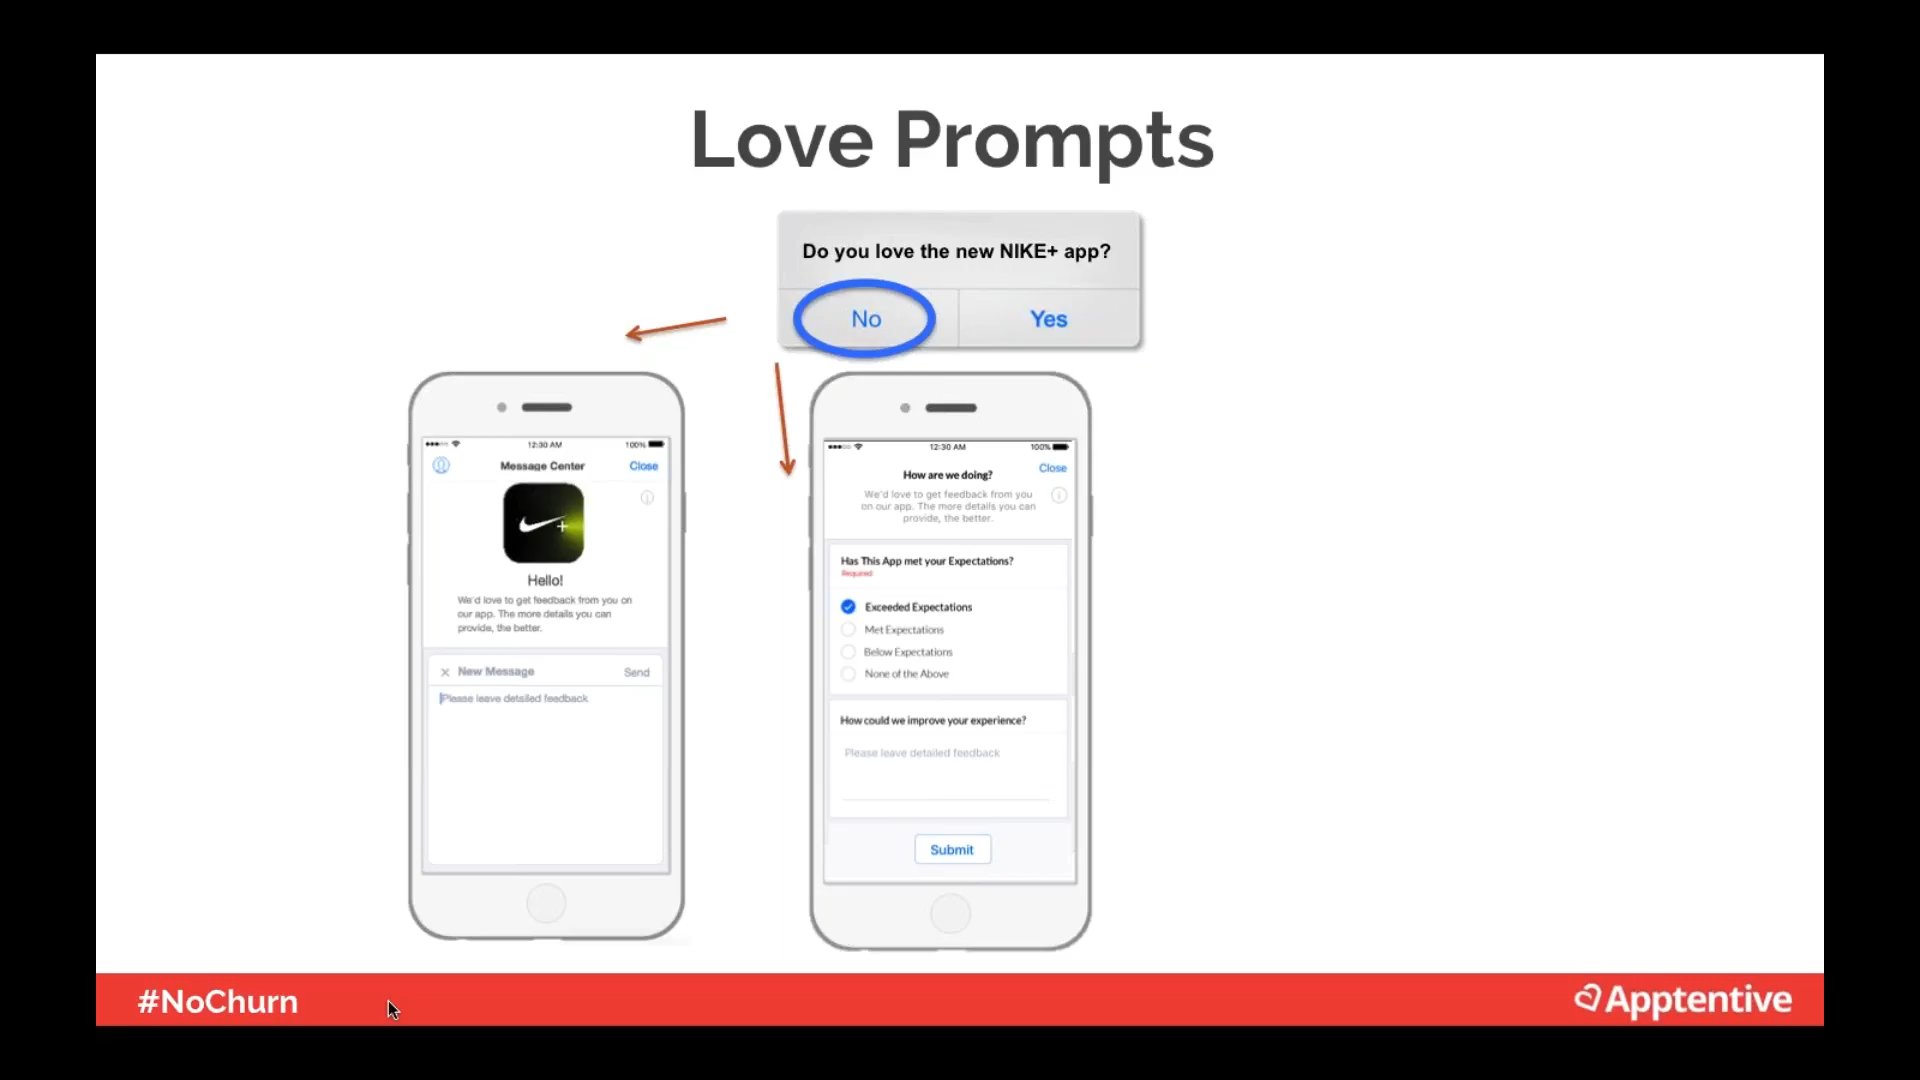 Love Prompts
Do you love the new NIKE+ app?
No
Yes
12:30 AM
100%
Message Center
Close
Hello!
We'd love to get feedback from you on
our app. The more details you can
provide, the better.
New Message
Send
Please leave detailed feedback
12:30 AM
100%
Close
How are we doing?
We'd love to get feedback from you
on our app. The more details you can
provide, the better.
Has This App met your Expectations?
Required
Exceeded Expectations
Met Expectations
Below Expectations
None of the Above
How could we improve your experience?
Please leave detailed feedback
Submit
#NoChurn
Apptentive